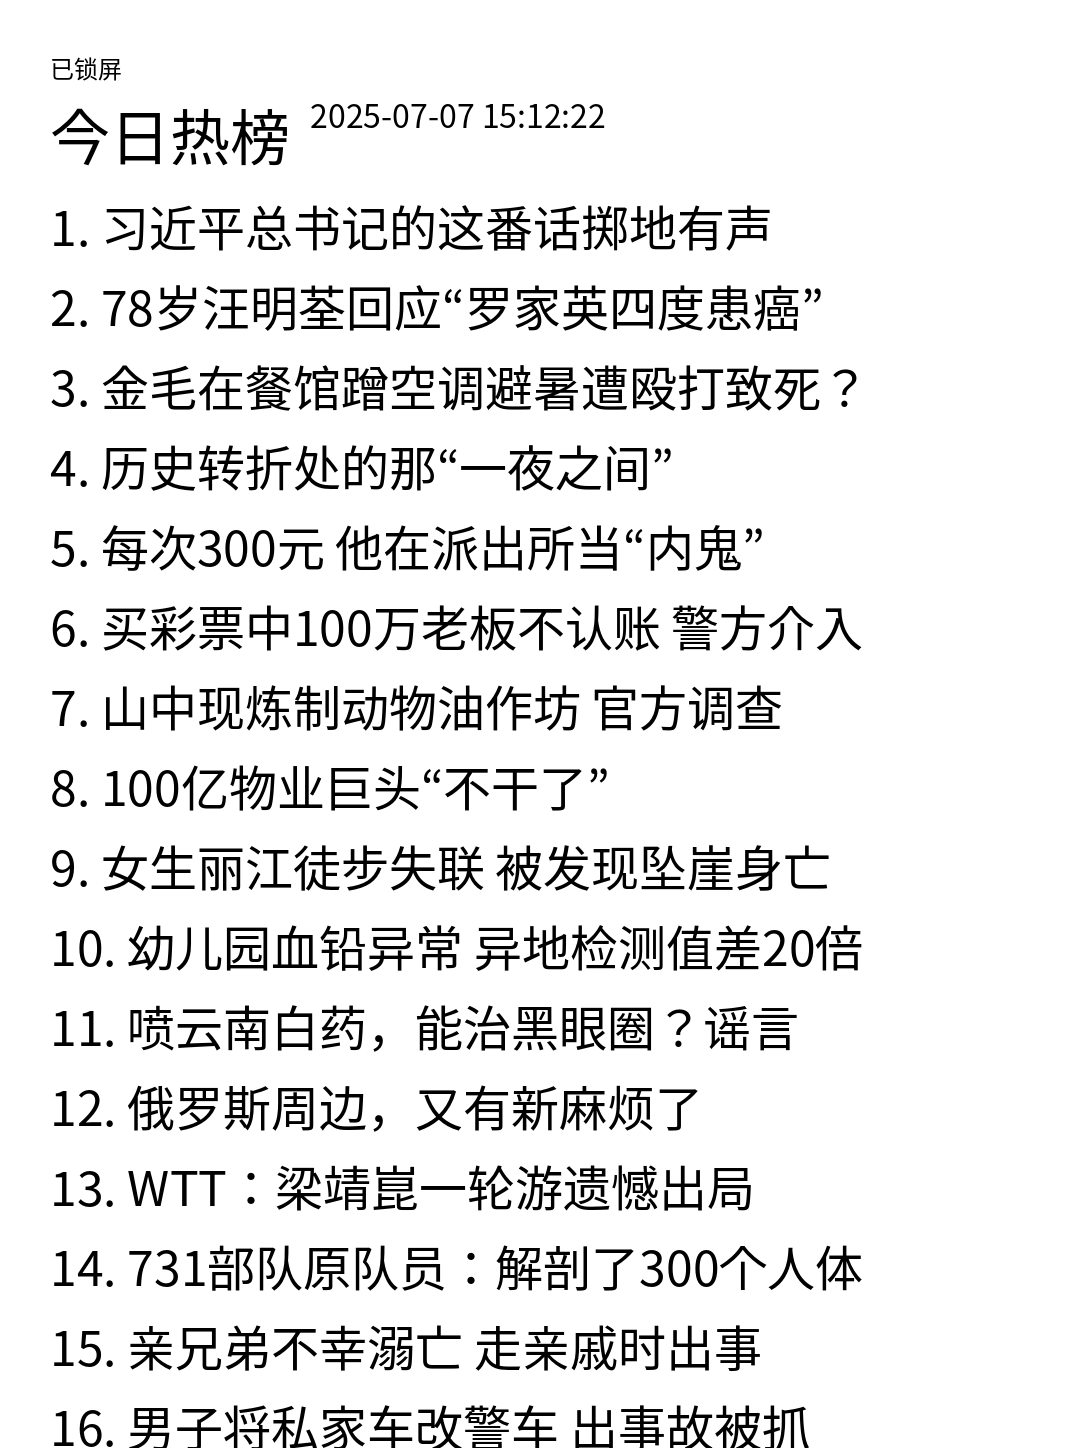 已锁屏
今日热榜 2025-07-07 15:12:22
1. 习近平总书记的这番话掷地有声
2. 78岁汪明荃回应“罗家英四度患癌”
3. 金毛在餐馆蹭空调避暑遭殴打致死？
4. 历史转折处的那“一夜之间”
5. 每次300元 他在派出所当“内鬼”
6. 买彩票中100万老板不认账 警方介入
7. 山中现炼制动物油作坊 官方调查
8. 100亿物业巨头“不干了”
9. 女生丽江徒步失联 被发现坠崖身亡
10. 幼儿园血铅异常 异地检测值差20倍
11. 喷云南白药，能治黑眼圈？谣言
12. 俄罗斯周边，又有新麻烦了
13. WTT：梁靖崑一轮游遗憾出局
14. 731部队原队员：解剖了300个人体
15. 亲兄弟不幸溺亡 走亲戚时出事
16. 男子将私家车改警车 出事故被抓